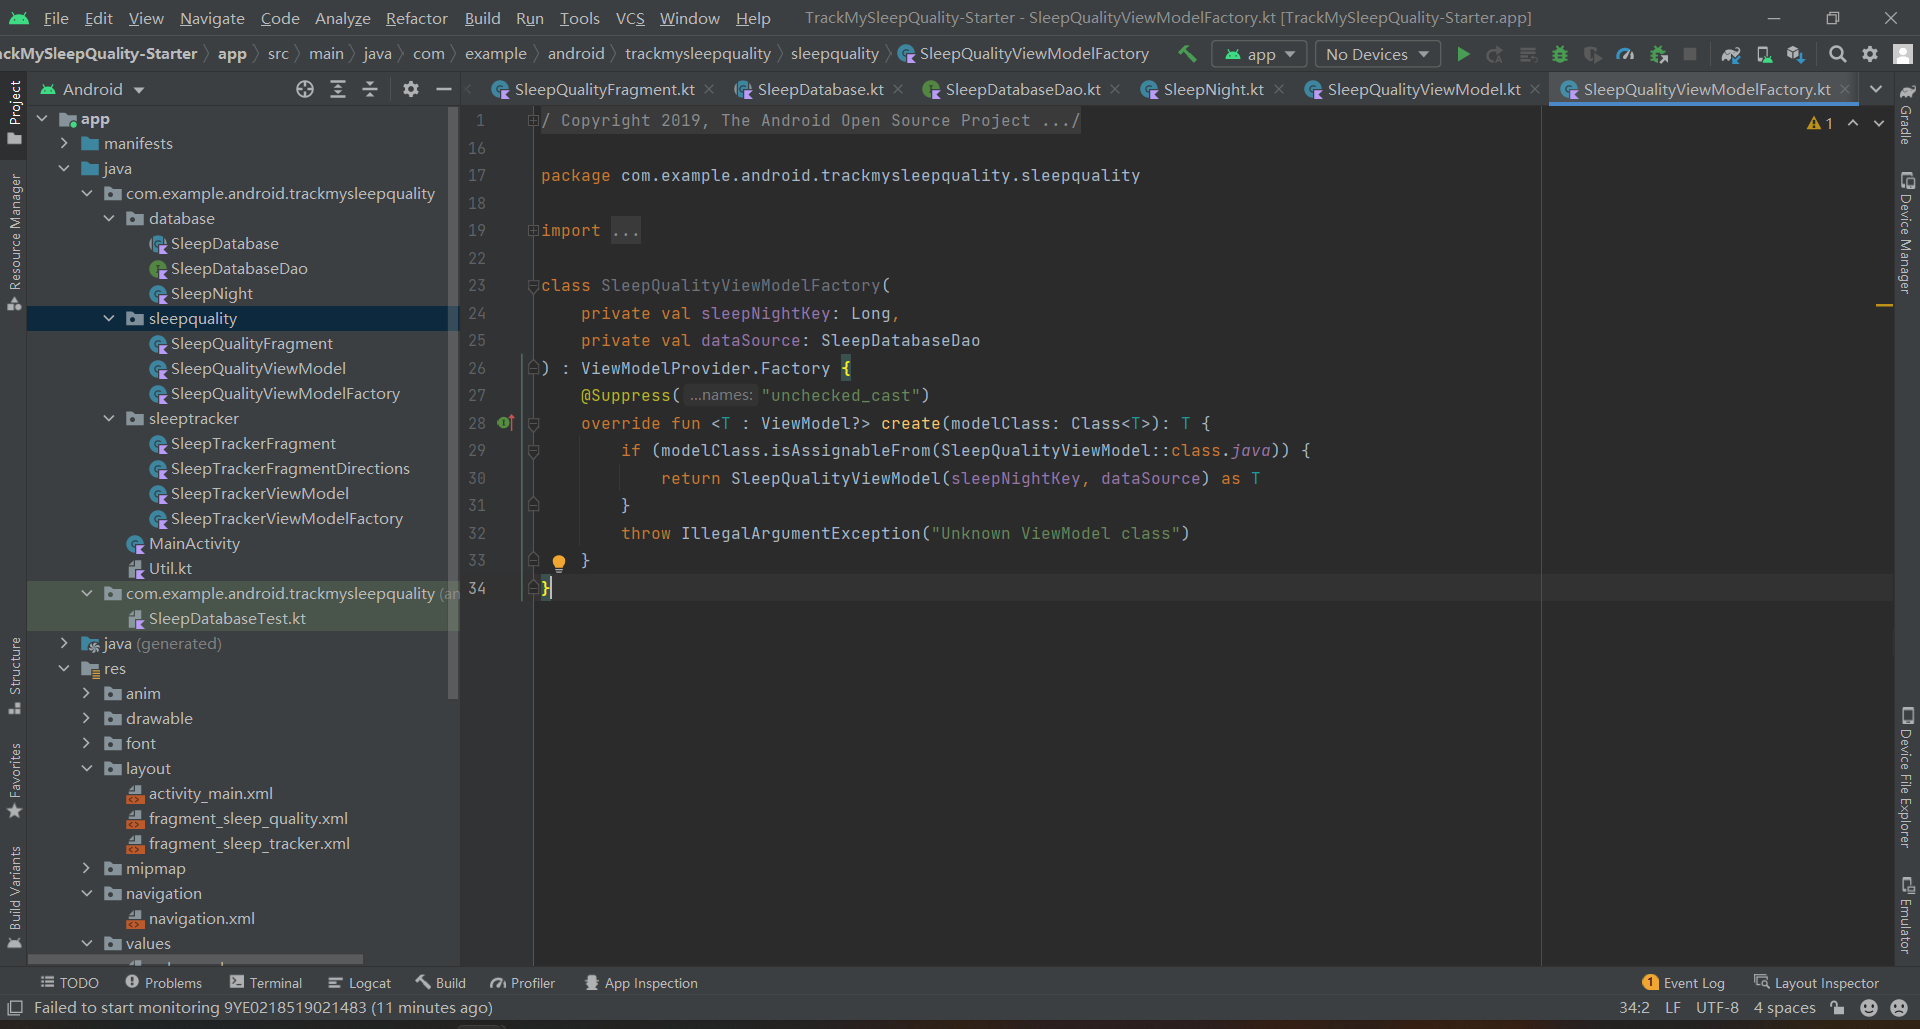 File Edit View Navigate Code Analyze Refactor Build Run Tools VCS Window Help TrackMySleepQuality-Starter - SleepQualityViewModelFactory.kt [TrackMySleepQuality-Starter.app]
ackMySleepQuality-Starter app src main java com example android trackmysleepquality sleepquality SleepQualityViewModelFactory app No Devices
Project
Android
SleepQualityFragment.kt SleepDatabase.kt SleepDatabaseDao.kt SleepNight.kt SleepQualityViewModel.kt SleepQualityViewModelFactory.kt
app
manifests
java
com.example.android.trackmysleepquality
database
SleepDatabase
SleepDatabaseDao
SleepNight
sleepquality
SleepQualityFragment
SleepQualityViewModel
SleepQualityViewModelFactory
sleeptracker
SleepTrackerFragment
SleepTrackerFragmentDirections
SleepTrackerViewModel
SleepTrackerViewModelFactory
MainActivity
Util.kt
com.example.android.trackmysleepquality (an
SleepDatabaseTest.kt
java (generated)
res
anim
drawable
font
layout
activity_main.xml
fragment_sleep_quality.xml
fragment_sleep_tracker.xml
mipmap
navigation
navigation.xml
values
Resource Manager
Structure
Favorites
Build Variants
1 / Copyright 2019, The Android Open Source Project .../
16
17 package com.example.android.trackmysleepquality.sleepquality
18
19 import ...
22
23 class SleepQualityViewModelFactory(
24 private val sleepNightKey: Long,
25 private val dataSource: SleepDatabaseDao
26 ) : ViewModelProvider.Factory {
27 @Suppress( ...names: "unchecked_cast")
28 override fun <T : ViewModel?> create(modelClass: Class<T>): T {
29 if (modelClass.isAssignableFrom(SleepQualityViewModel::class.java)) {
30 return SleepQualityViewModel(sleepNightKey, dataSource) as T
31 }
32 throw IllegalArgumentException("Unknown ViewModel class")
33 }
34 }
1
Gradle
Device Manager
Device File Explorer
Emulator
TODO Problems Terminal Logcat Build Profiler App Inspection 1 Event Log Layout Inspector
Failed to start monitoring 9YE0218519021483 (11 minutes ago) 34:2 LF UTF-8 4 spaces